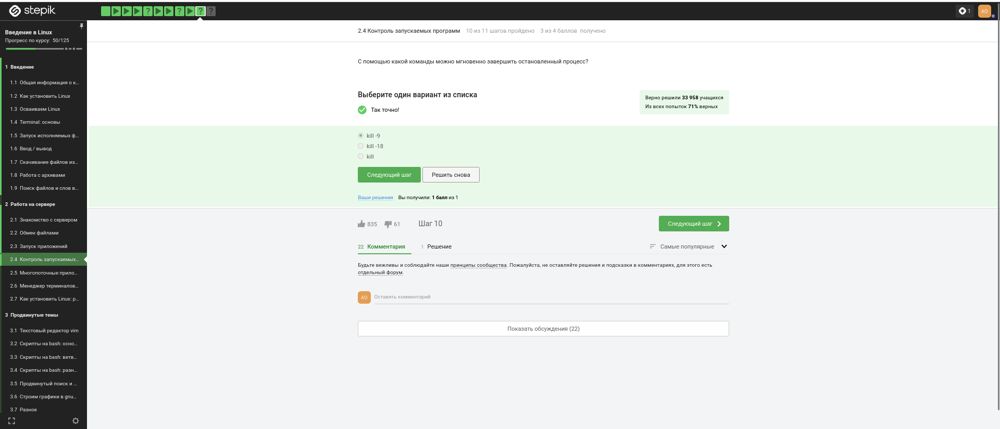 stepik
1
AO
Введение в Linux
Прогресс по курсу: 50/125
1 Введение
1.1 Общая информация о к...
1.2 Как установить Linux
1.3 Осваиваем Linux
1.4 Terminal: основы
1.5 Запуск исполняемых ф...
1.6 Ввод / вывод
1.7 Скачивание файлов из...
1.8 Работа с архивами
1.9 Поиск файлов и слов в...
2 Работа на сервере
2.1 Знакомство с сервером
2.2 Обмен файлами
2.3 Запуск приложений
2.4 Контроль запускаемых...
2.5 Многопоточные прило...
2.6 Менеджер терминалов...
2.7 Как установить Linux: р...
3 Продвинутые темы
3.1 Текстовый редактор vim
3.2 Скрипты на bash: осно...
3.3 Скрипты на bash: ветв...
3.4 Скрипты на bash: разн...
3.5 Продвинутый поиск и ...
3.6 Строим графики в gnu...
3.7 Разное
2.4 Контроль запускаемых программ 10 из 11 шагов пройдено 3 из 4 баллов получено
С помощью какой команды можно мгновенно завершить остановленный процесс?
Выберите один вариант из списка
Так точно!
Верно решили 33 958 учащихся
Из всех попыток 71% верных
kill -9
kill -18
kill
Следующий шаг Решить снова
Ваши решения Вы получили: 1 балл из 1
835 61 Шаг 10 Следующий шаг
22 Комментария 1 Решение Самые популярные
Будьте вежливы и соблюдайте наши принципы сообщества. Пожалуйста, не оставляйте решения и подсказки в комментариях, для этого есть
отдельный форум.
AO Оставить комментарий
Показать обсуждения (22)